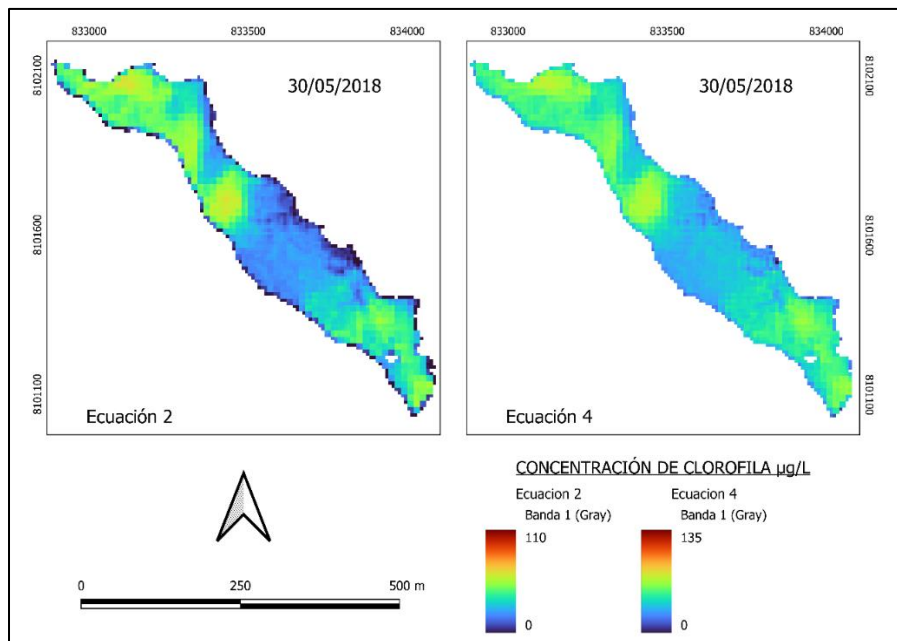 833000 833500 834000 833000 833500 834000
8102100 30/05/2018 30/05/2018 8102100
8101600 8101600
8101100 8101100
Ecuación 2 Ecuación 4
CONCENTRACIÓN DE CLOROFILA µg/L
Ecuacion 2 Ecuacion 4
Banda 1 (Gray) Banda 1 (Gray)
110 135
0 0
0 250 500 m